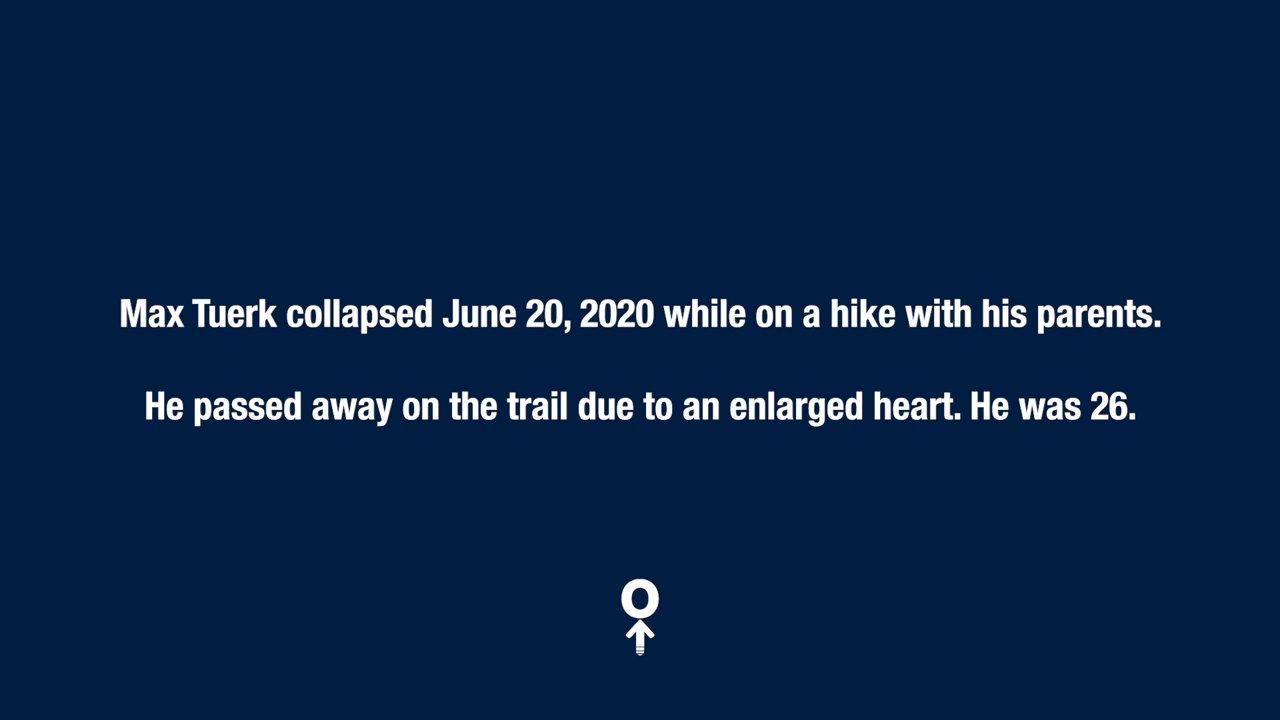 Max Tuerk collapsed June 20, 2020 while on a hike with his parents.
He passed away on the trail due to an enlarged heart. He was 26.